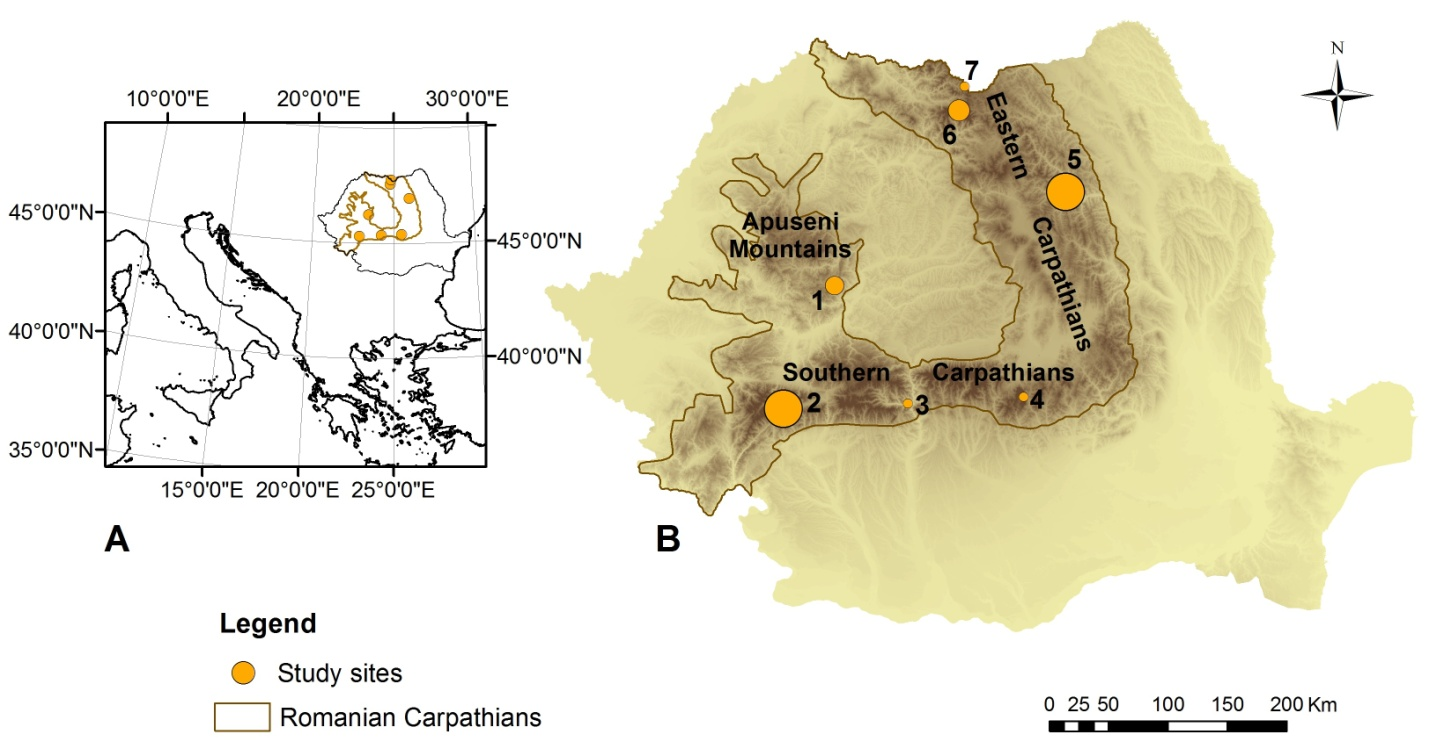 10°0'0"E 20°0'0"E 30°0'0"E
45°0'0"N
45°0'0"N
40°0'0"N
40°0'0"N
35°0'0"N
15°0'0"E 20°0'0"E 25°0'0"E
A
N
7
6
Eastern
5
Apuseni
Mountains
Carpathians
1
Southern Carpathians
2
3
4
B
Legend
Study sites
Romanian Carpathians
0 25 50 100 150 200 Km